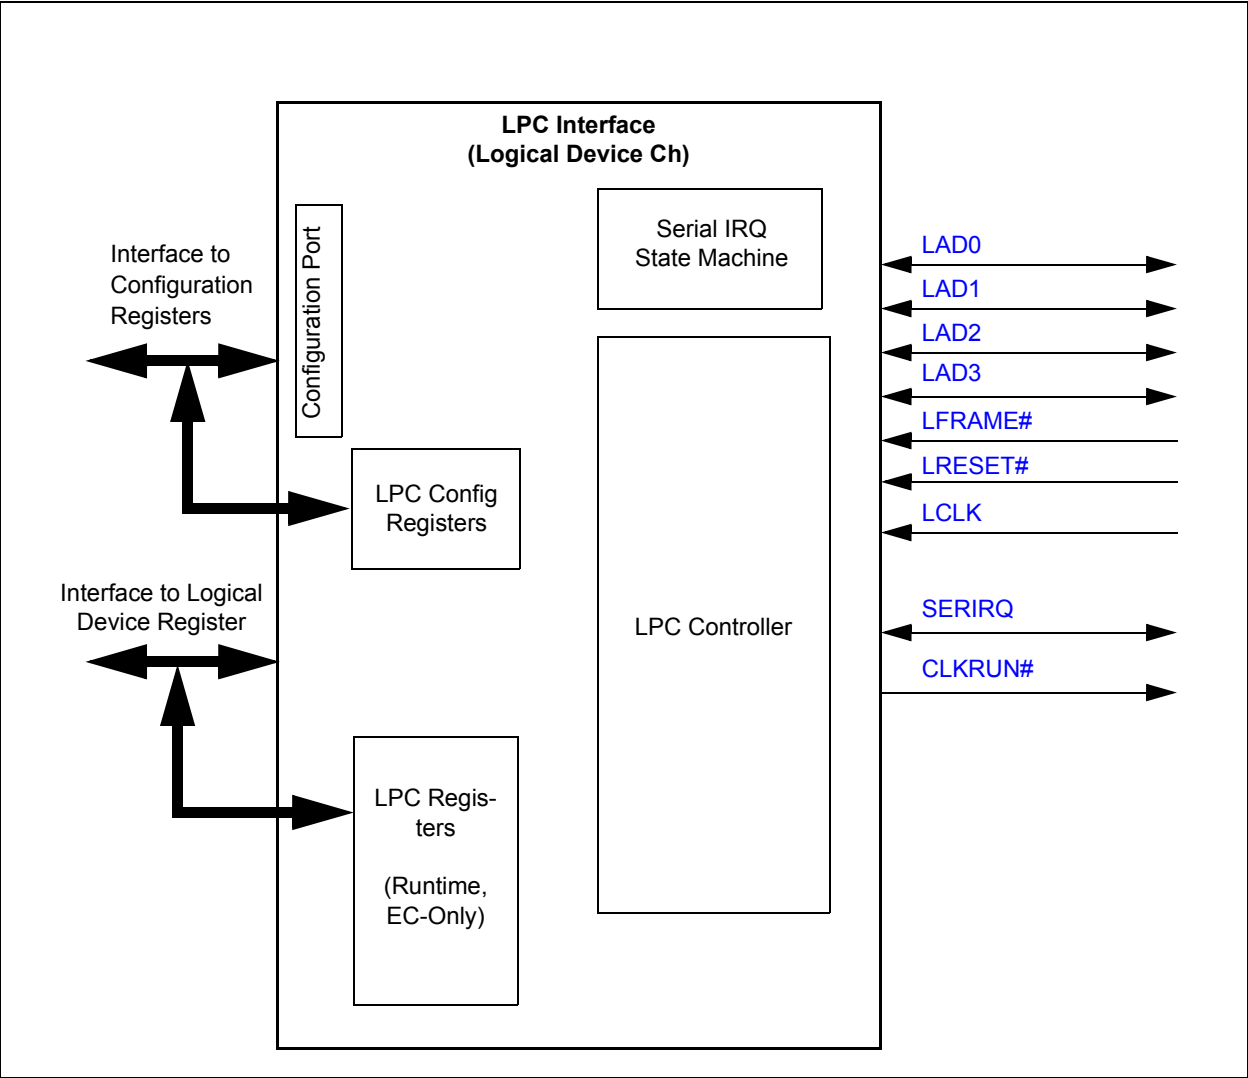 LPC Interface
(Logical Device Ch)
Serial IRQ
State Machine
Configuration Port
Interface to
Configuration
Registers
LPC Config
Registers
Interface to Logical
Device Register
LPC Regis-
ters
(Runtime,
EC-Only)
LPC Controller
LAD0
LAD1
LAD2
LAD3
LFRAME#
LRESET#
LCLK
SERIRQ
CLKRUN#